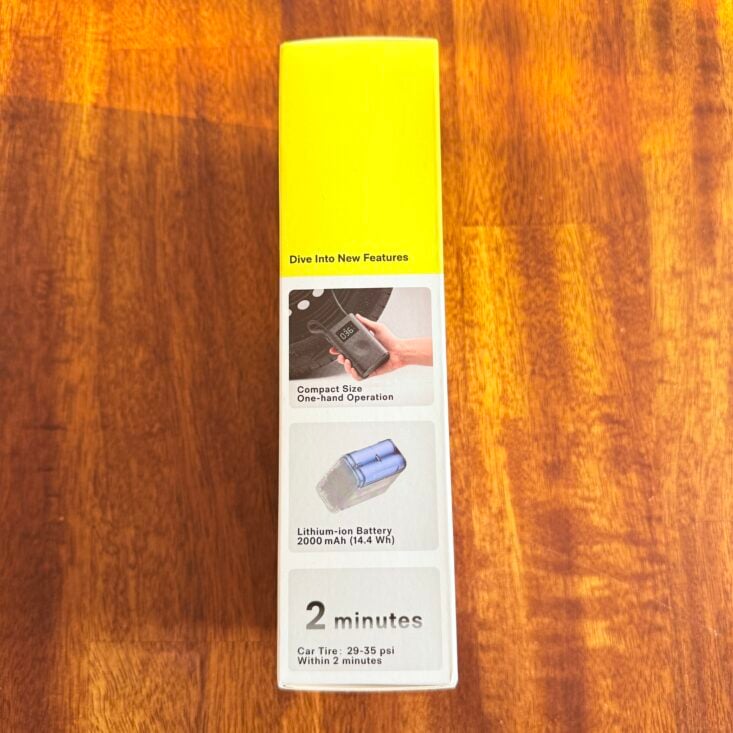 Dive Into New Features
036
Compact Size
One-hand Operation
Lithium-ion Battery
2000 mAh (14.4 Wh)
2 minutes
Car Tire: 29-35 psi
Within 2 minutes